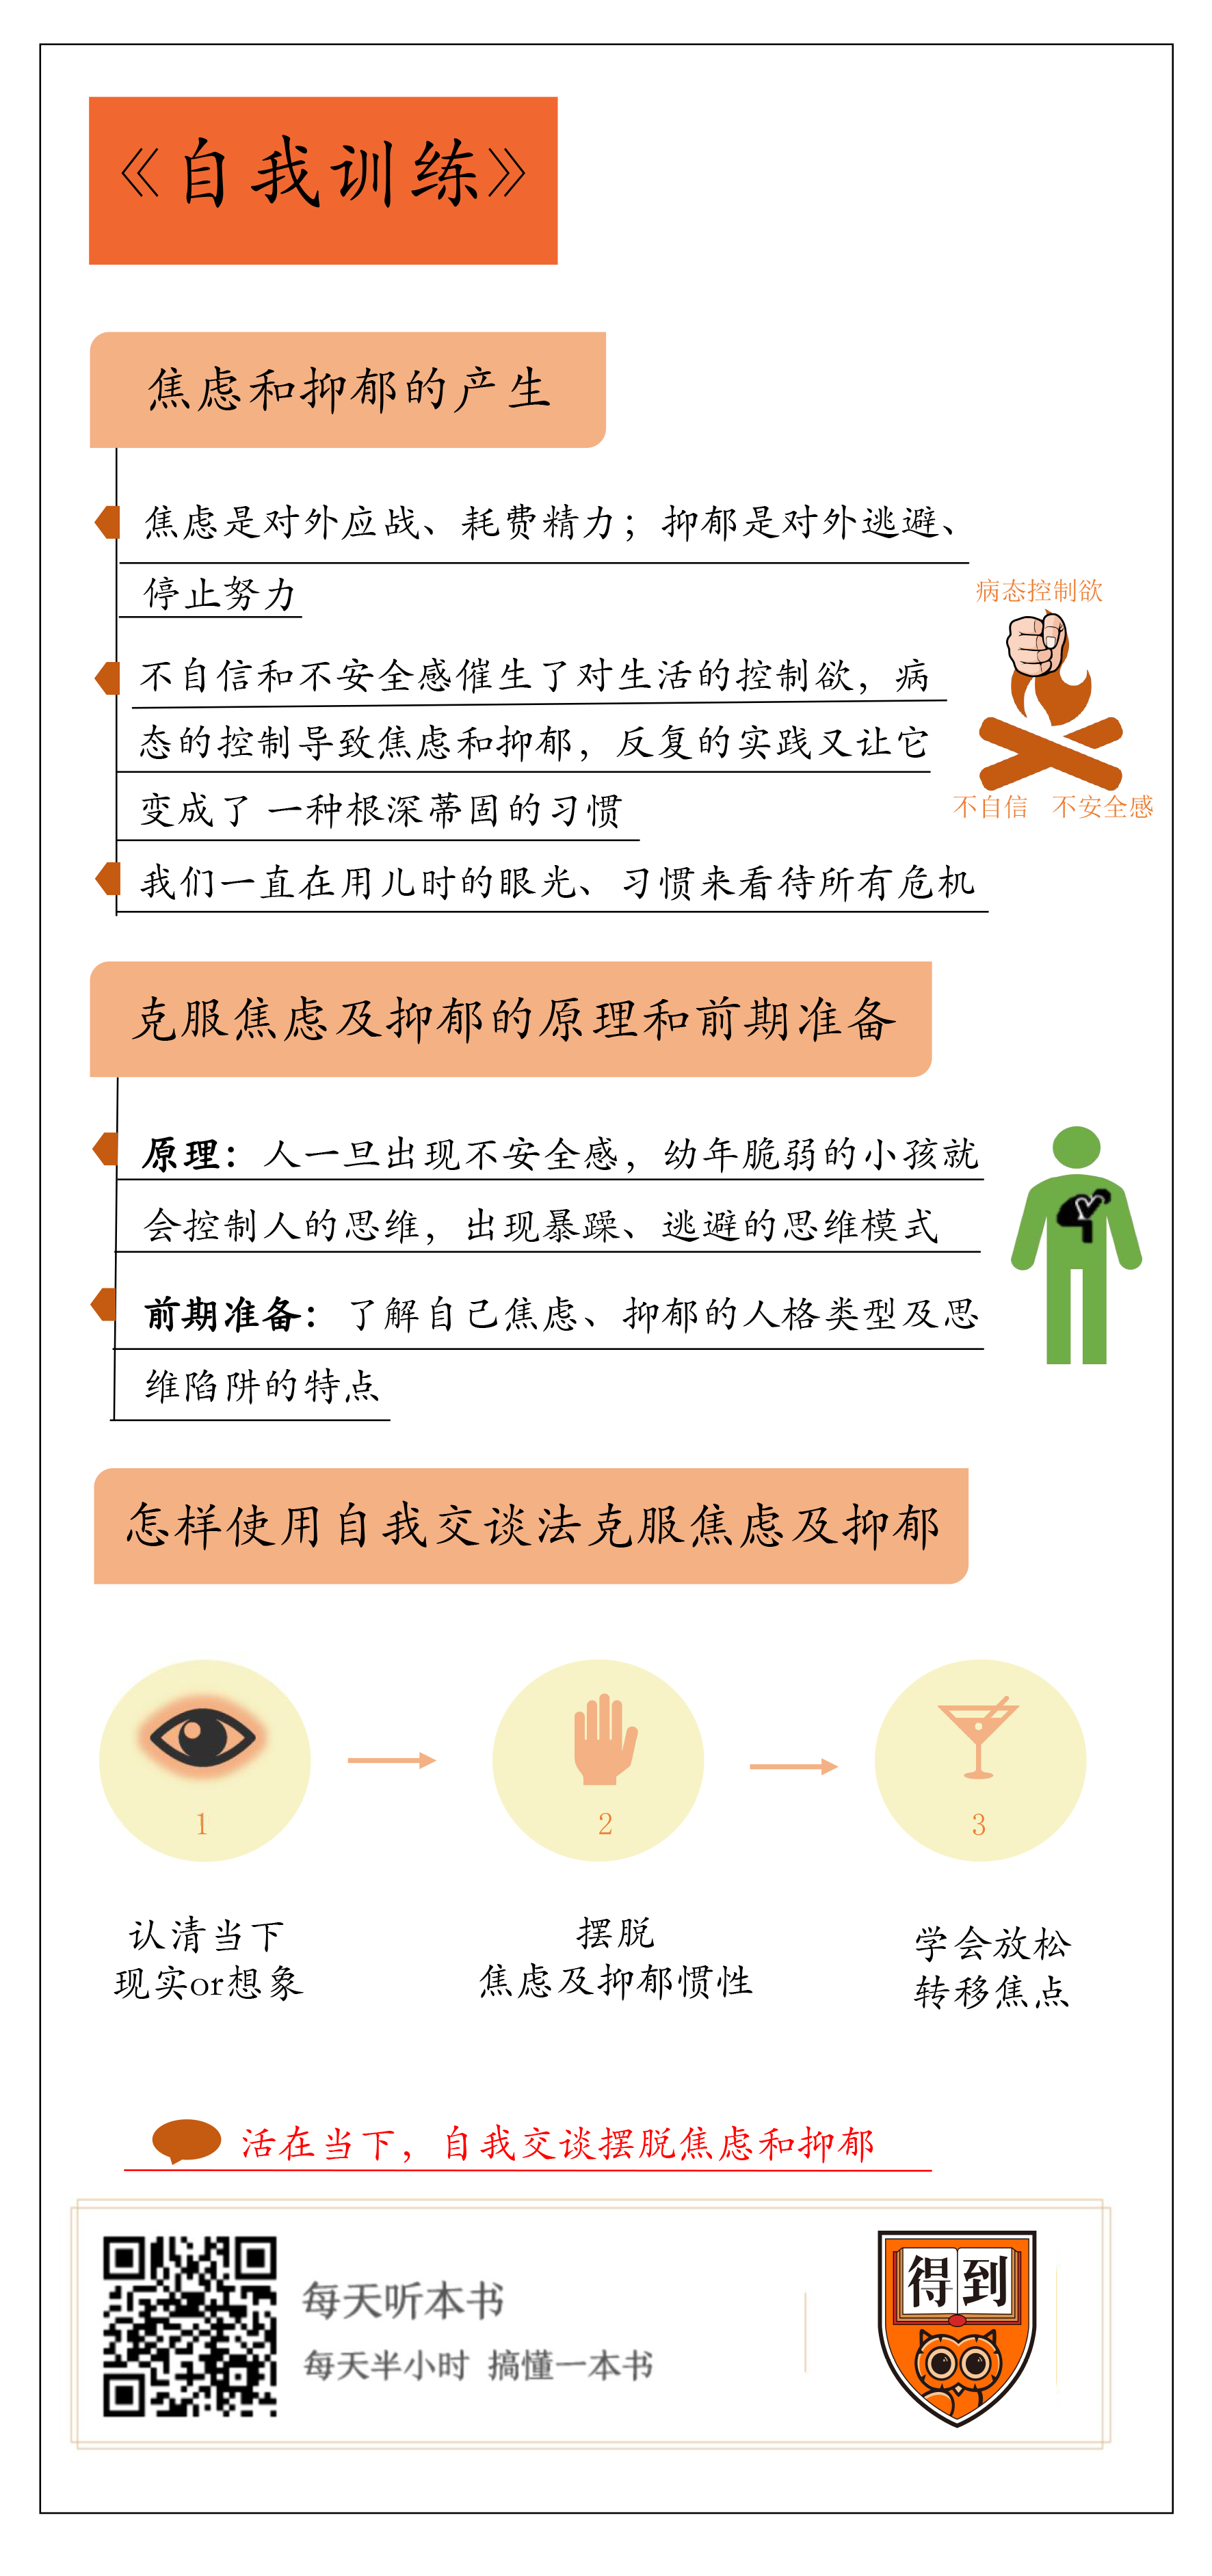 《自我训练》
焦虑和抑郁的产生
焦虑是对外应战、耗费精力；抑郁是对外逃避、
停止努力
不自信和不安全感催生了对生活的控制欲，病
态的控制导致焦虑和抑郁，反复的实践又让它
变成了 一种根深蒂固的习惯
我们一直在用儿时的眼光、习惯来看待所有危机
病态控制欲
不自信 不安全感
克服焦虑及抑郁的原理和前期准备
原理：人一旦出现不安全感，幼年脆弱的小孩就
会控制人的思维，出现暴躁、逃避的思维模式
前期准备：了解自己焦虑、抑郁的人格类型及思
维陷阱的特点
怎样使用自我交谈法克服焦虑及抑郁
1
认清当下
现实or想象
2
摆脱
焦虑及抑郁惯性
3
学会放松
转移焦点
活在当下，自我交谈摆脱焦虑和抑郁
每天听本书
每天半小时 搞懂一本书
得到